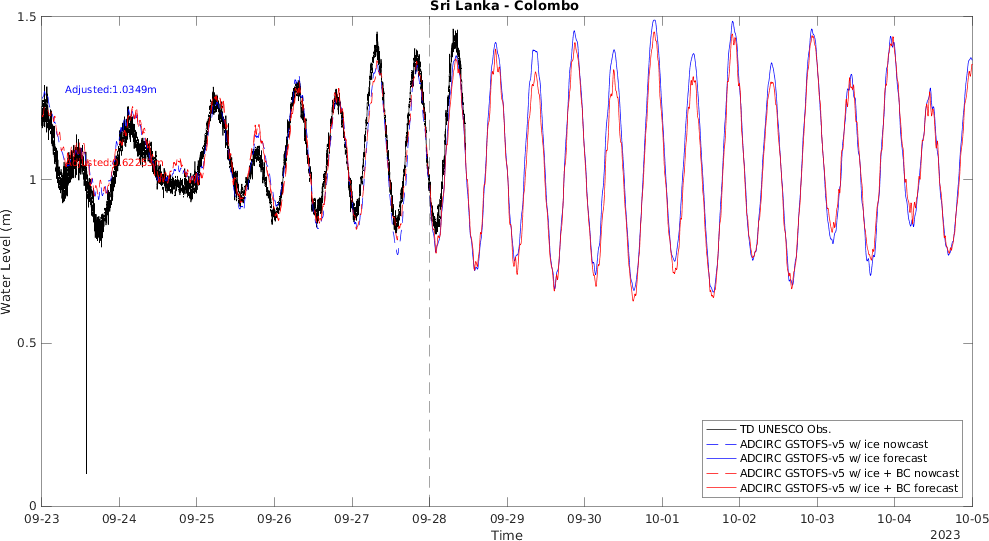 Sri Lanka - Colombo
1.5
Adjusted:1.0349m
1
0.5
0
Water Level (m)
TD UNESCO Obs.
ADCIRC GSTOFS-v5 w/ ice nowcast
ADCIRC GSTOFS-v5 w/ ice forecast
ADCIRC GSTOFS-v5 w/ ice + BC nowcast
ADCIRC GSTOFS-v5 w/ ice + BC forecast
09-23 09-24 09-25 09-26 09-27 09-28 09-29 09-30 10-01 10-02 10-03 10-04 10-05
Time
2023